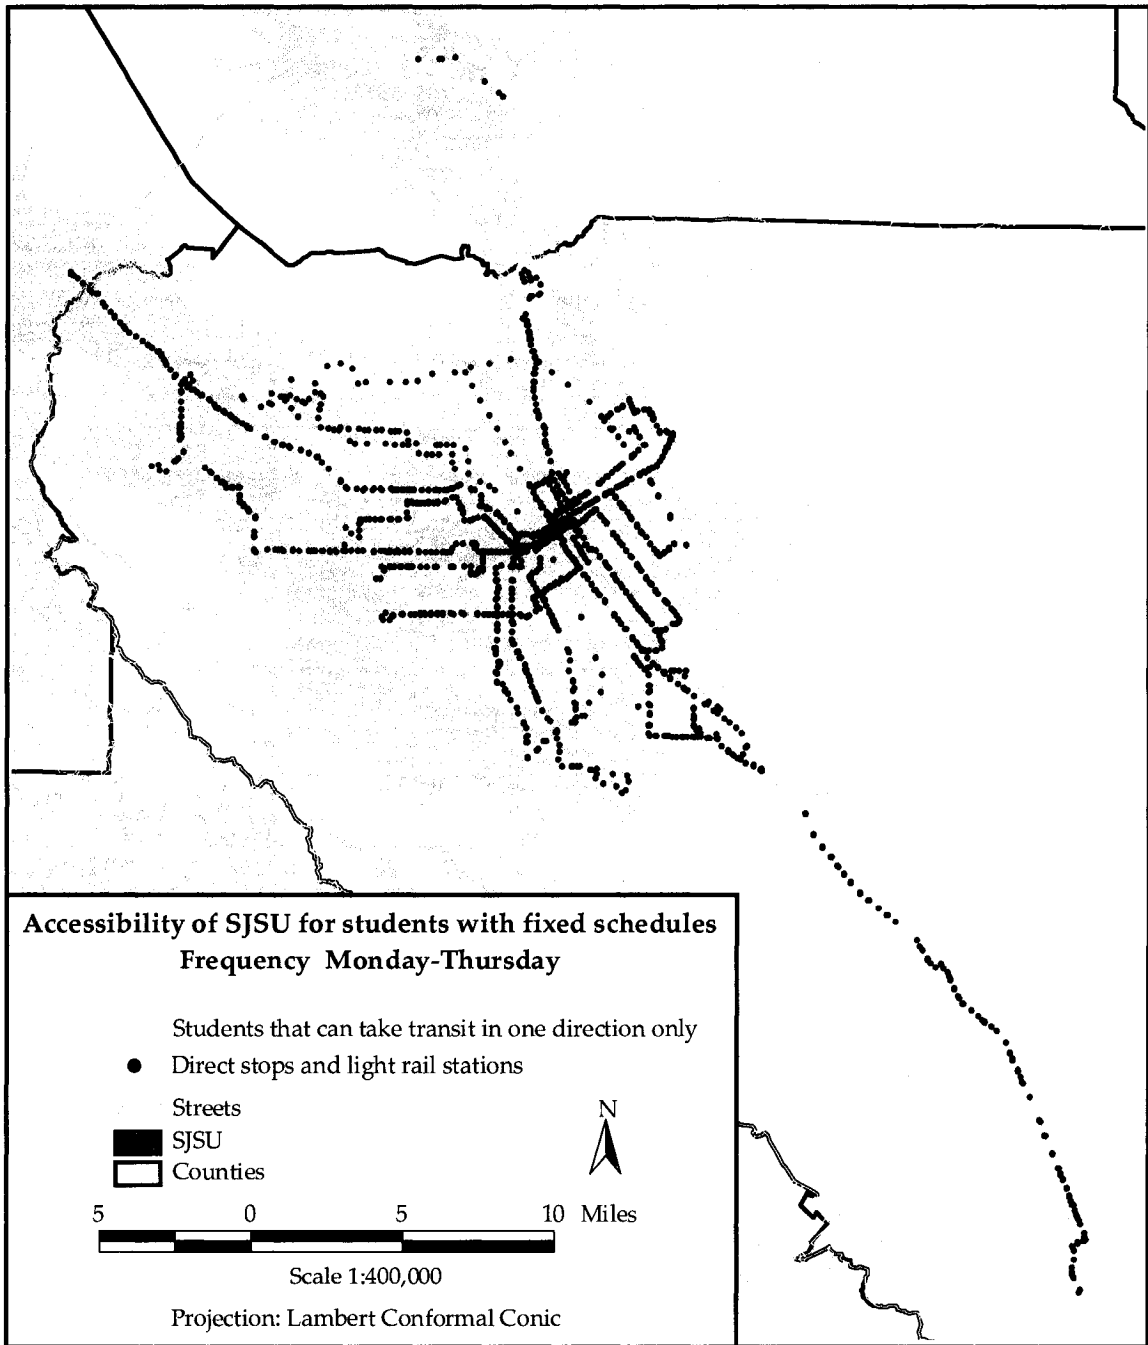 Accessibility of SJSU for students with fixed schedules
Frequency Monday-Thursday
Students that can take transit in one direction only
Direct stops and light rail stations
Streets
SJSU
Counties
N
5 0 5 10 Miles
Scale 1:400,000
Projection: Lambert Conformal Conic